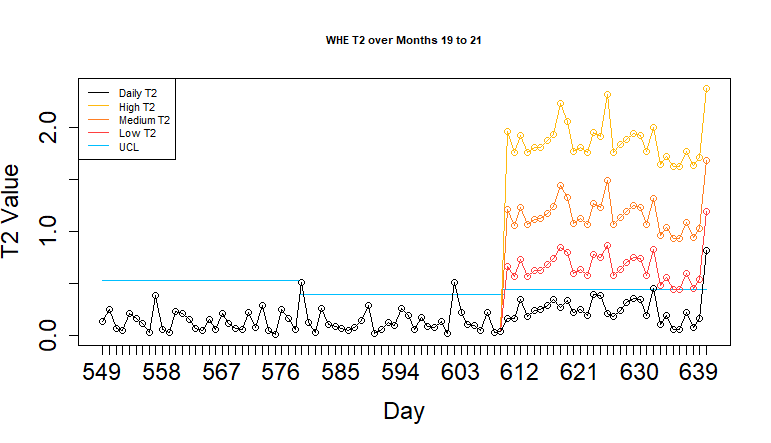 WHE T2 over Months 19 to 21
Daily T2
High T2
Medium T2
Low T2
UCL
T2 Value
2.0
1.0
0.0
549 558 567 576 585 594 603 612 621 630 639
Day